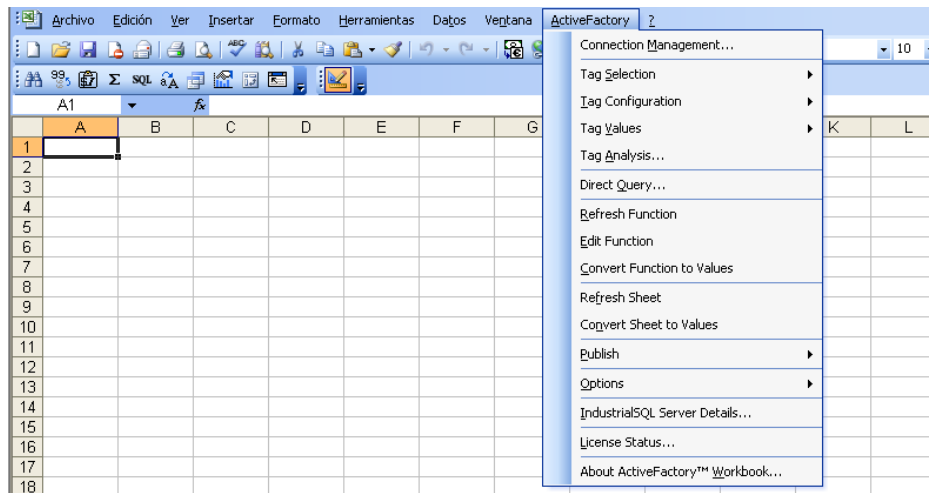 Archivo Edición Ver Insertar Formato Herramientas Datos Ventana ActiveFactory ?
10
99 SQL
A1 fx
A B C D E F G K L
Connection Management...
Tag Selection
Tag Configuration
Tag Values
Tag Analysis...
Direct Query...
Refresh Function
Edit Function
Convert Function to Values
Refresh Sheet
Convert Sheet to Values
Publish
Options
IndustrialSQL Server Details...
License Status...
About ActiveFactory™ Workbook...
1
2
3
4
5
6
7
8
9
10
11
12
13
14
15
16
17
18